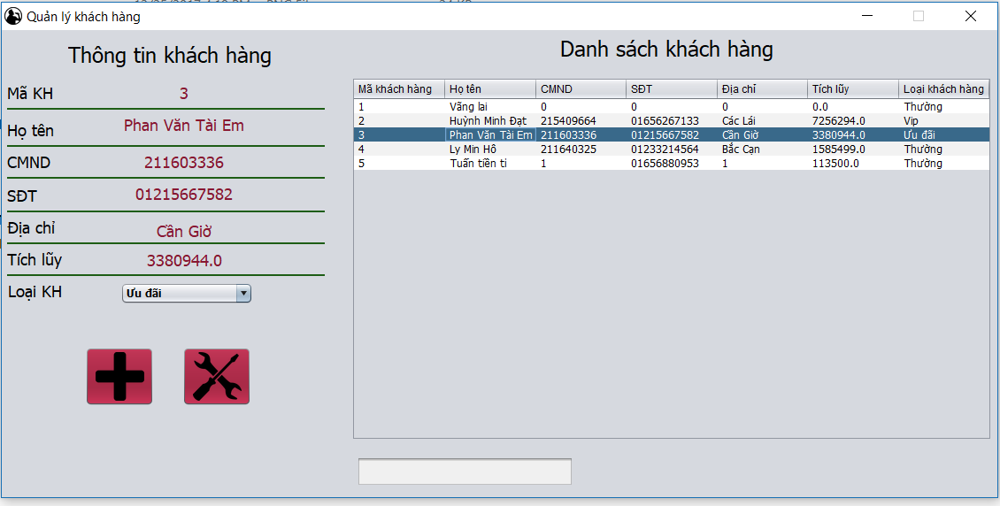 Quản lý khách hàng
Thông tin khách hàng
Mã KH 3
Họ tên Phan Văn Tài Em
CMND 211603336
SĐT 01215667582
Địa chỉ Cần Giờ
Tích lũy 3380944.0
Loại KH Ưu đãi
Danh sách khách hàng
Mã khách hàng Họ tên CMND SĐT Địa chỉ Tích lũy Loại khách hàng
1 Vãng lai 0 0 0 0.0 Thường
2 Huỳnh Minh Đạt 215409664 01656267133 Các Lái 7256294.0 Vip
3 Phan Văn Tài Em 211603336 01215667582 Cần Giờ 3380944.0 Ưu đãi
4 Ly Min Hô 211640325 01233214564 Bắc Cạn 1585499.0 Thường
5 Tuấn tiền tỉ 1 01656880953 1 113500.0 Thường